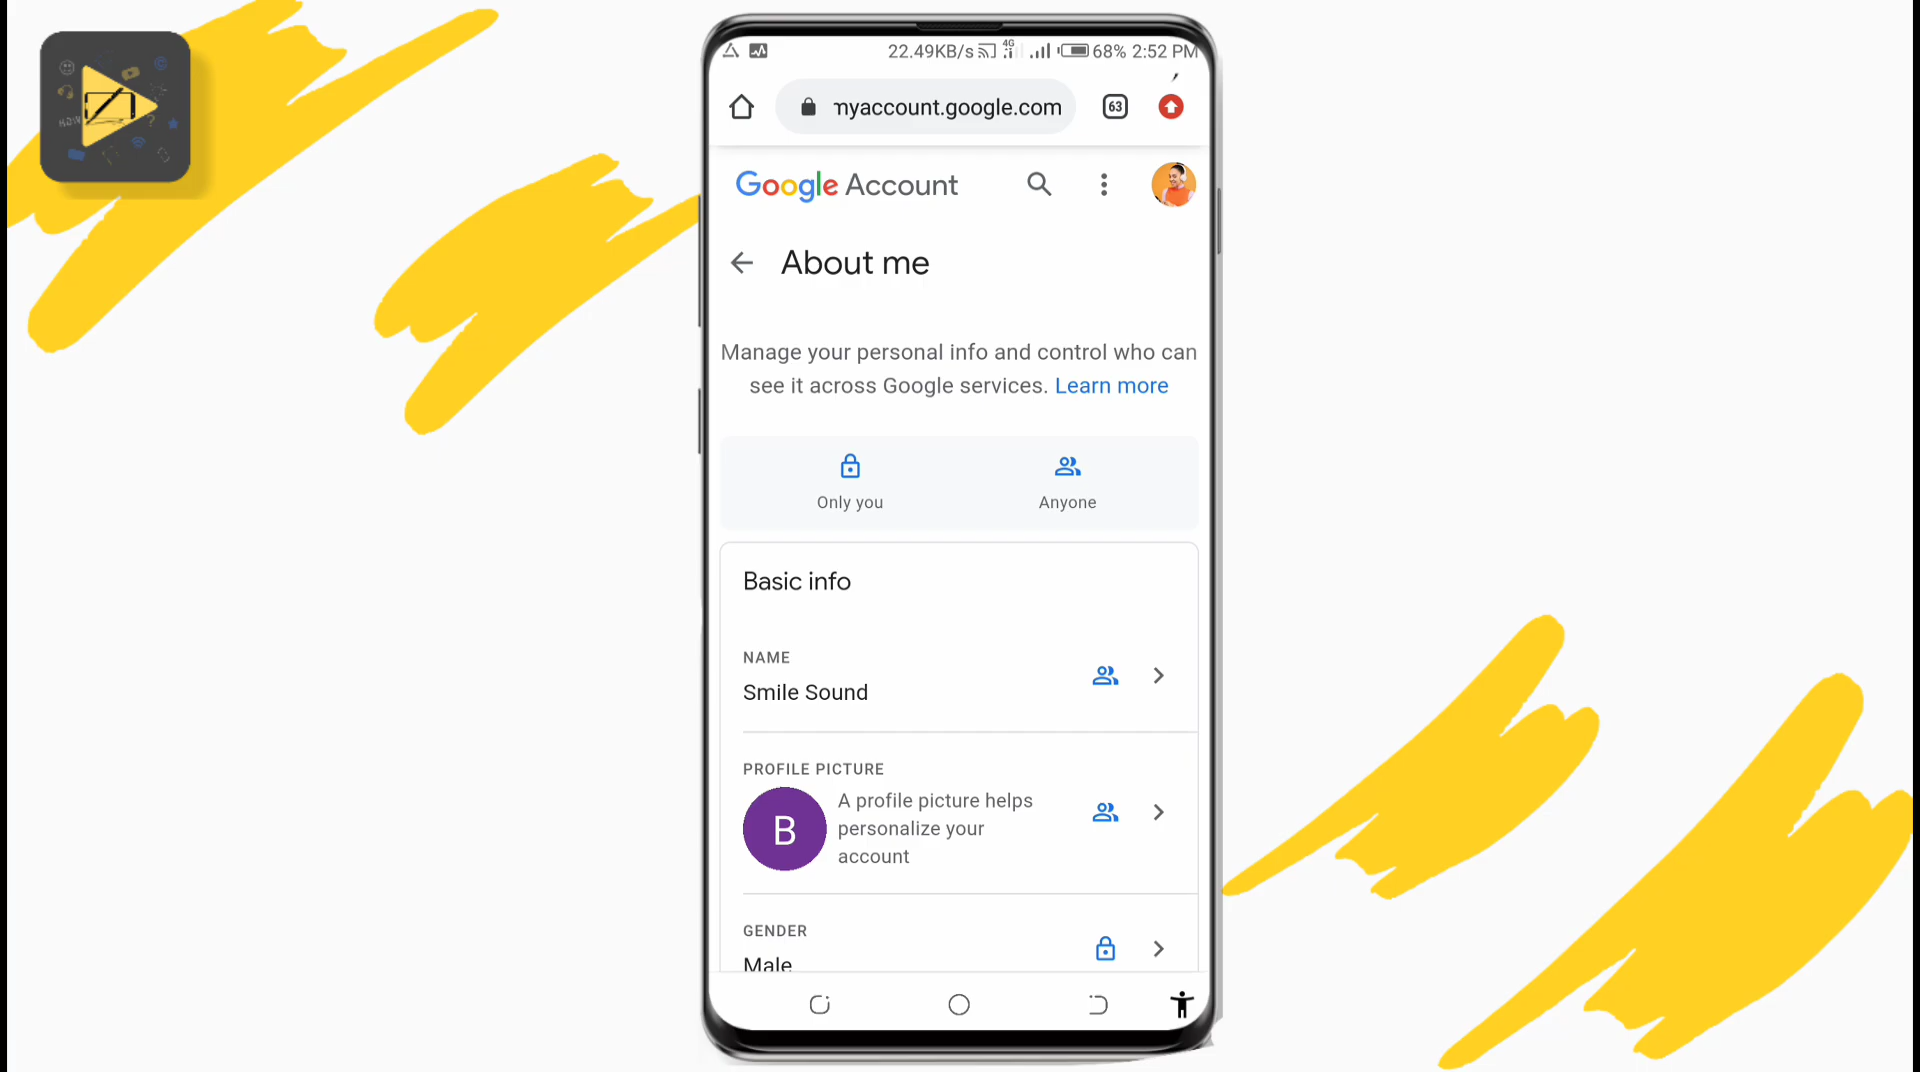 22.49KB/s 4G 68% 2:52 PM
myaccount.google.com 63
Google Account
About me
Manage your personal info and control who can
see it across Google services. Learn more
Only you Anyone
Basic info
NAME
Smile Sound
PROFILE PICTURE
B
A profile picture helps
personalize your
account
GENDER
Male